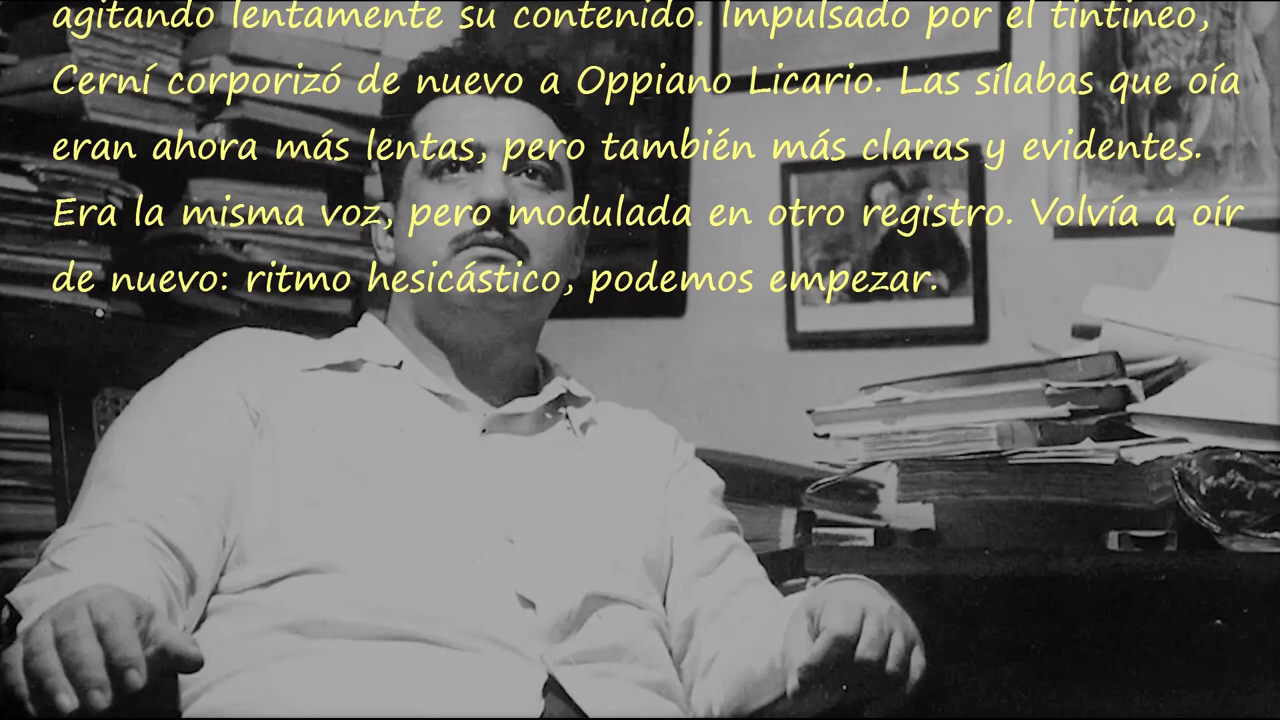 agitando lentamente su contenido. Impulsado por el tintineo,
Cerní corporizó de nuevo a Oppiano Licario. Las sílabas que oía
eran ahora más lentas, pero también más claras y evidentes.
Era la misma voz, pero modulada en otro registro. Volvía a oír
de nuevo: ritmo hesicástico, podemos empezar.